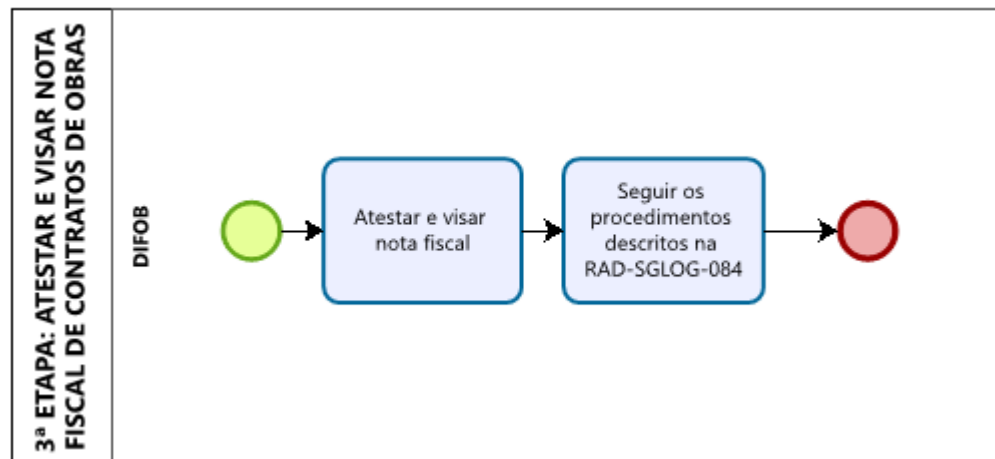 3ª ETAPA: ATESTAR E VISAR NOTA
FISCAL DE CONTRATOS DE OBRAS
DIFOB
Atestar e visar
nota fiscal
Seguir os
procedimentos
descritos na
RAD-SGLOG-084